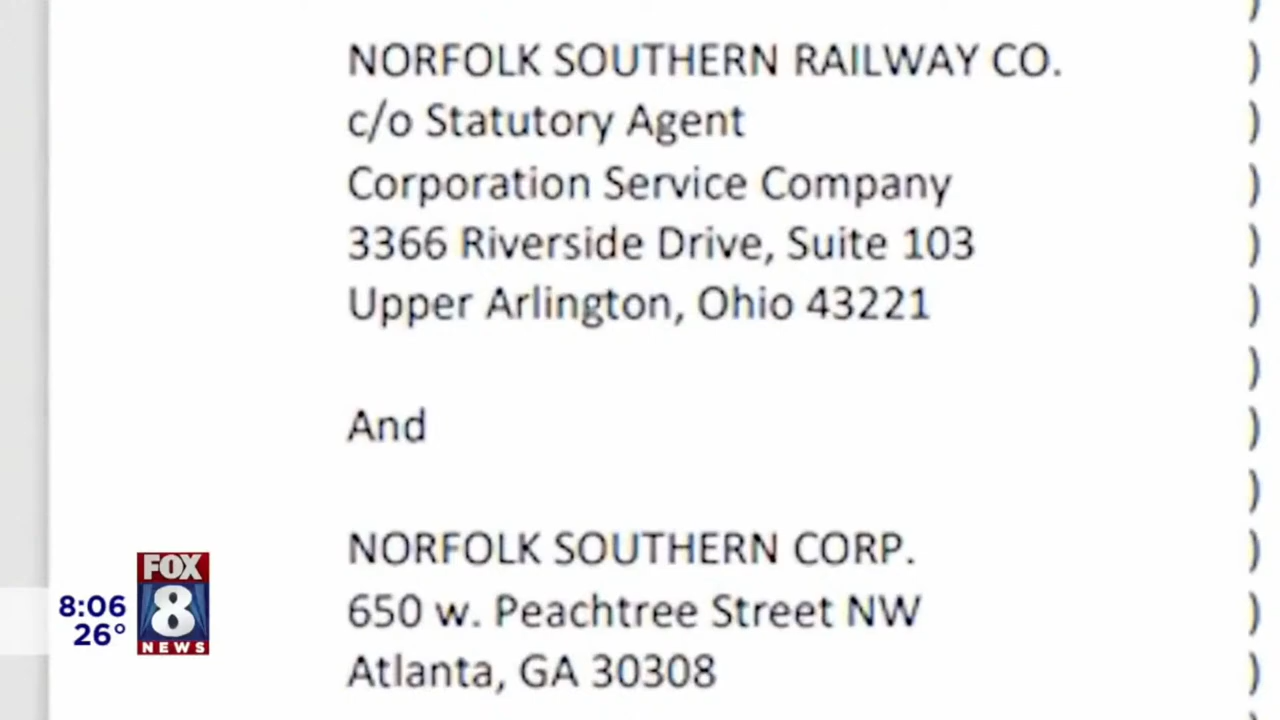 NORFOLK SOUTHERN RAILWAY CO. )
c/o Statutory Agent )
Corporation Service Company )
3366 Riverside Drive, Suite 103 )
Upper Arlington, Ohio 43221 )
)
And )
)
NORFOLK SOUTHERN CORP. )
650 w. Peachtree Street NW )
Atlanta, GA 30308 )
8:06
26°
FOX
8
NEWS